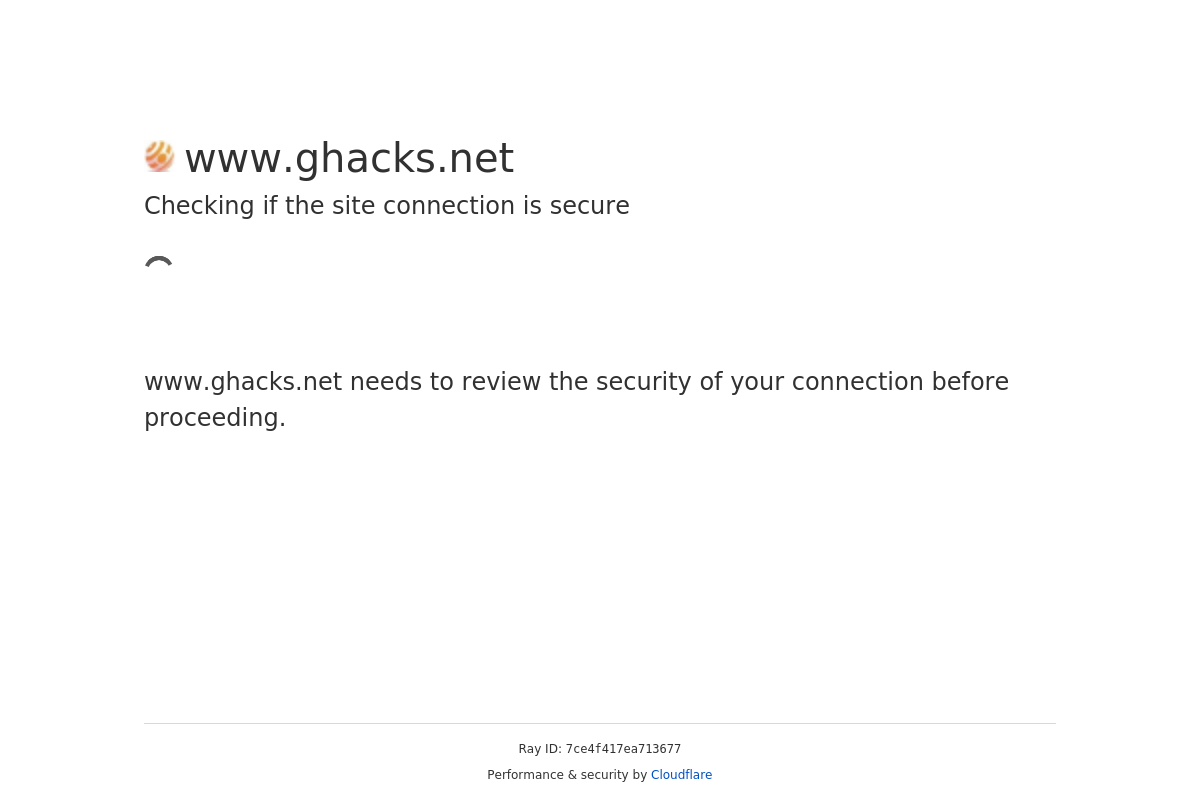 www.ghacks.net
Checking if the site connection is secure
www.ghacks.net needs to review the security of your connection before
proceeding.
Ray ID: 7ce4f417ea713677
Performance & security by Cloudflare